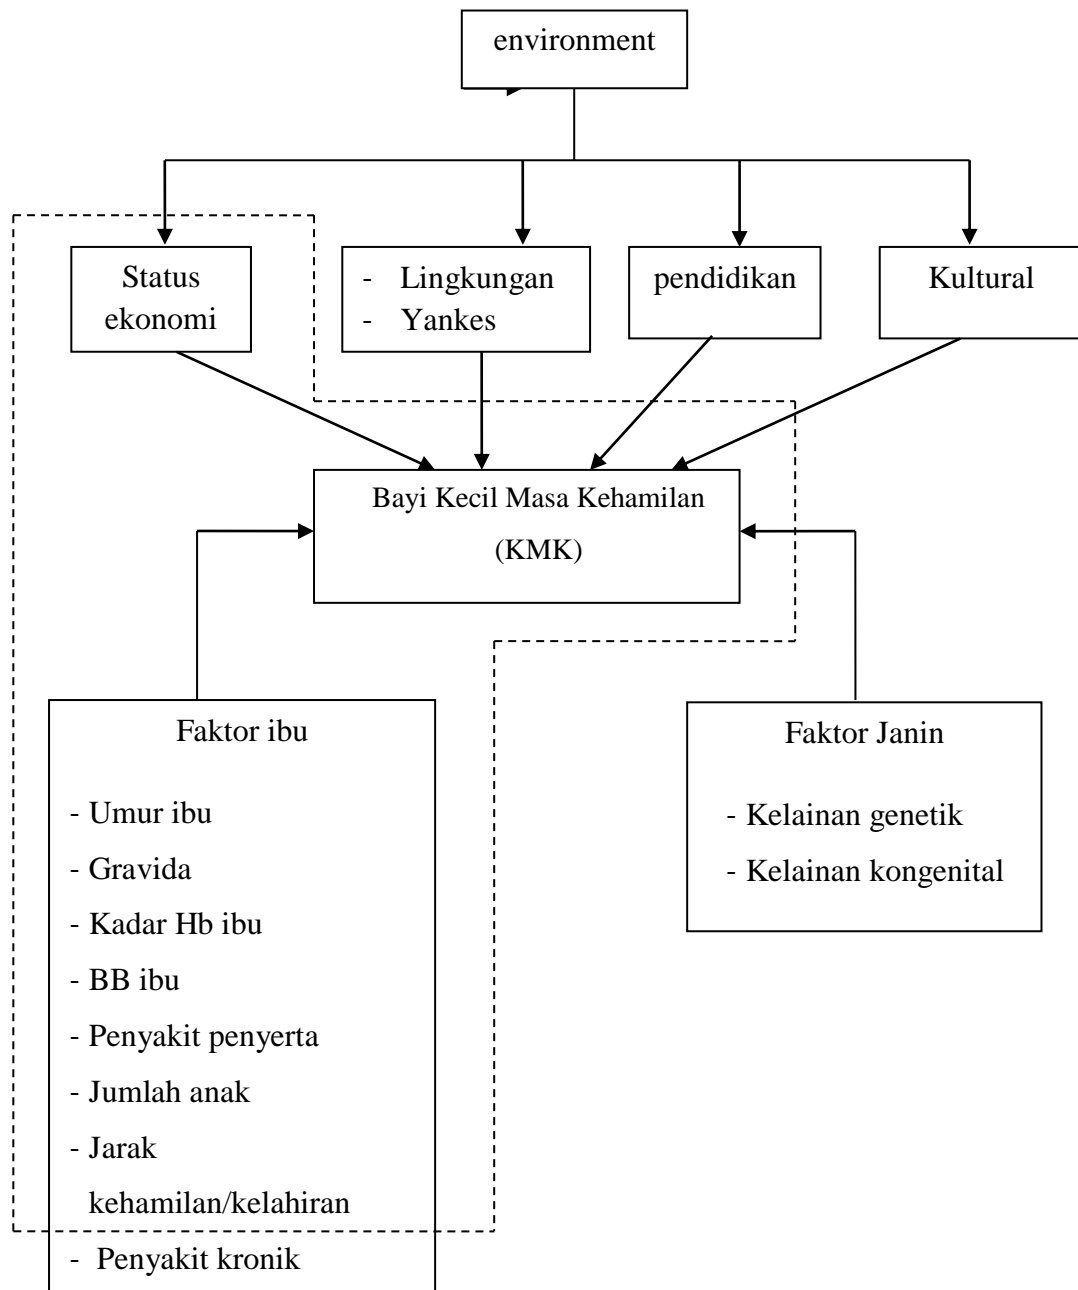 environment
Status
ekonomi
- Lingkungan
- Yankes
pendidikan
Kultural
Bayi Kecil Masa Kehamilan
(KMK)
Faktor ibu
- Umur ibu
- Gravida
- Kadar Hb ibu
- BB ibu
- Penyakit penyerta
- Jumlah anak
- Jarak
kehamilan/kelahiran
- Penyakit kronik
Faktor Janin
- Kelainan genetik
- Kelainan kongenital